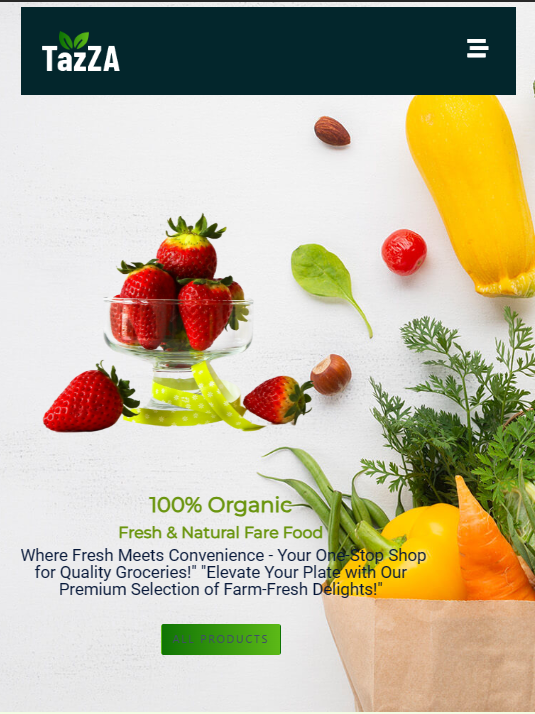 TazZA
100% Organic
Fresh & Natural Fare Food
Where Fresh Meets Convenience - Your One-Stop Shop
for Quality Groceries!" "Elevate Your Plate with Our
Premium Selection of Farm-Fresh Delights!"
ALL PRODUCTS